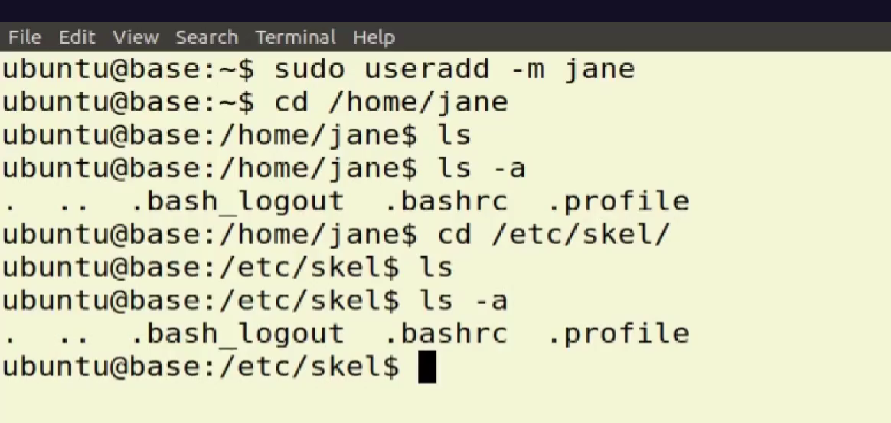 File Edit View Search Terminal Help
ubuntu@base:~$ sudo useradd -m jane
ubuntu@base:~$ cd /home/jane
ubuntu@base:/home/jane$ ls
ubuntu@base:/home/jane$ ls -a
.  ..  .bash_logout  .bashrc  .profile
ubuntu@base:/home/jane$ cd /etc/skel/
ubuntu@base:/etc/skel$ ls
ubuntu@base:/etc/skel$ ls -a
.  ..  .bash_logout  .bashrc  .profile
ubuntu@base:/etc/skel$